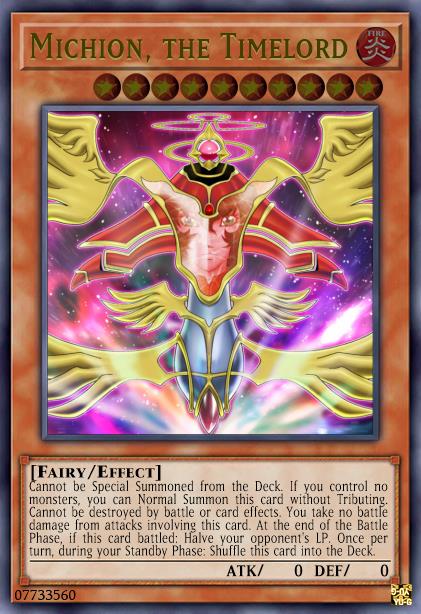 MICHION, THE TIMELORD
FIRE
炎
[FAIRY/EFFECT]
Cannot be Special Summoned from the Deck. If you control no
monsters, you can Normal Summon this card without Tributing.
Cannot be destroyed by battle or card effects. You take no battle
damage from attacks involving this card. At the end of the Battle
Phase, if this card battled: Halve your opponent's LP. Once per
turn, during your Standby Phase: Shuffle this card into the Deck.
ATK/ 0 DEF/ 0
07733560